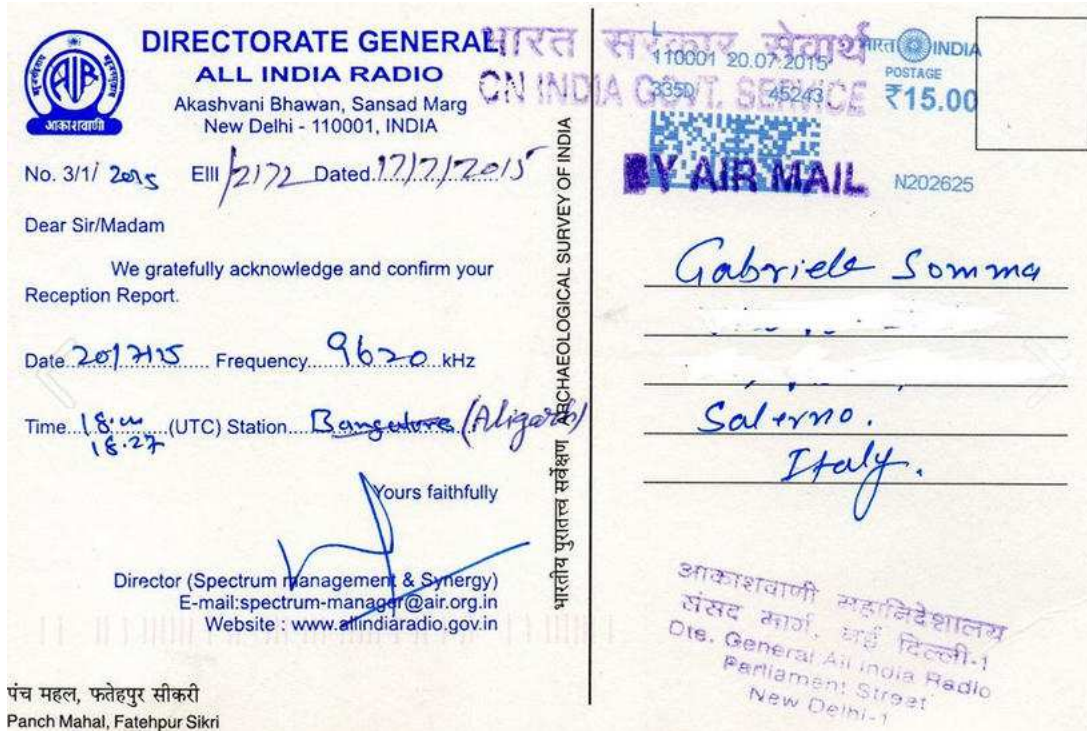 DIRECTORATE GENERAL
ALL INDIA RADIO
Akashvani Bhawan, Sansad Marg
New Delhi - 110001, INDIA
AIR
आकाशवाणी
No. 3/1/ 2015 EIII /2172 Dated 17/7/2015
Dear Sir/Madam
We gratefully acknowledge and confirm your
Reception Report.
Date 20/7/15 Frequency 9620 kHz
Time 18.00 (UTC) Station Bangalore (Aligarh)
18.27
Yours faithfully
Director (Spectrum management & Synergy)
E-mail:spectrum-manager@air.org.in
Website : www.allindiaradio.gov.in
पंच महल, फतेहपुर सीकरी
Panch Mahal, Fatehpur Sikri
भारतीय पुरातत्त्व सर्वेक्षण ARCHAEOLOGICAL SURVEY OF INDIA
भारत सरकार सेवार्थ
ON INDIA GOVT. SERVICE
L
110001 20.07.2015
335D 45243
भारत INDIA
POSTAGE
₹15.00
BY AIR MAIL
N202625
Gabriele Somma
Salerno.
Italy.
आकाशवाणी महानिदेशालय
संसद मार्ग, नई दिल्ली-1
Dte. General All India Radio
Parliament Street
New Delhi-1